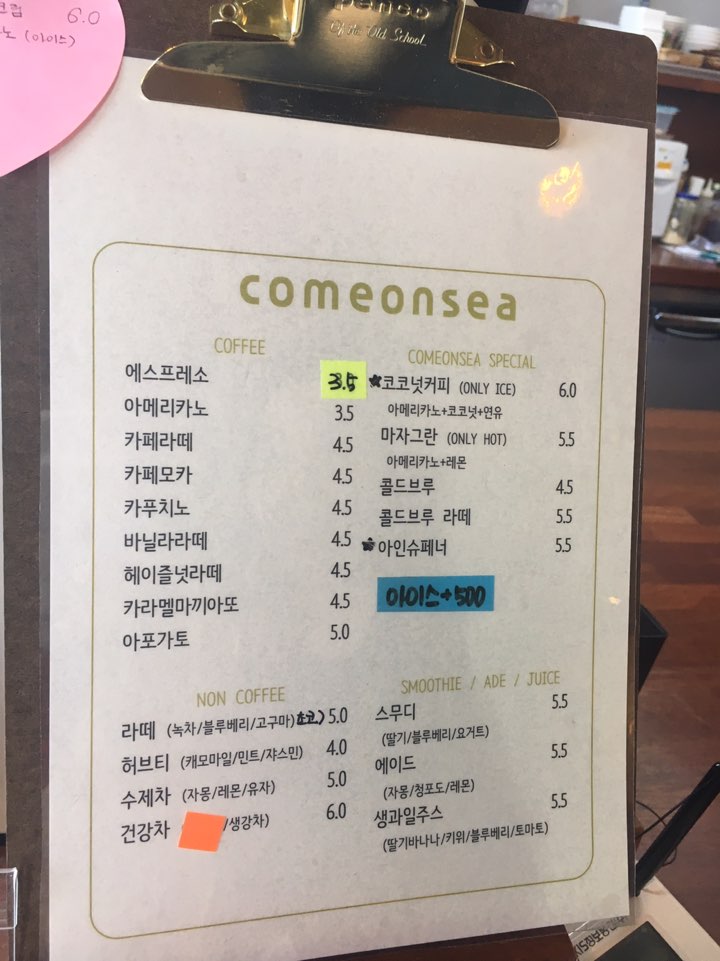 6.0
(아이스)
penco
Of the Old School
comeonsea
COFFEE
에스프레소 3.5
아메리카노 3.5
카페라떼 4.5
카페모카 4.5
카푸치노 4.5
바닐라라떼 4.5
헤이즐넛라떼 4.5
카라멜마끼아또 4.5
아포가토 5.0
COMEONSEA SPECIAL
코코넛커피 (ONLY ICE) 6.0
아메리카노+코코넛+연유
마자그란 (ONLY HOT) 5.5
아메리카노+레몬
콜드브루 4.5
콜드브루 라떼 5.5
아인슈페너 5.5
아이스+500
NON COFFEE
라떼 (녹차/블루베리/고구마) 5.0
허브티 (캐모마일/민트/쟈스민) 4.0
수제차 (자몽/레몬/유자) 5.0
건강차 /생강차) 6.0
SMOOTHIE / ADE / JUICE
스무디 5.5
(딸기/블루베리/요거트)
에이드 5.5
(자몽/청포도/레몬)
생과일주스 5.5
(딸기바나나/키위/블루베리/토마토)